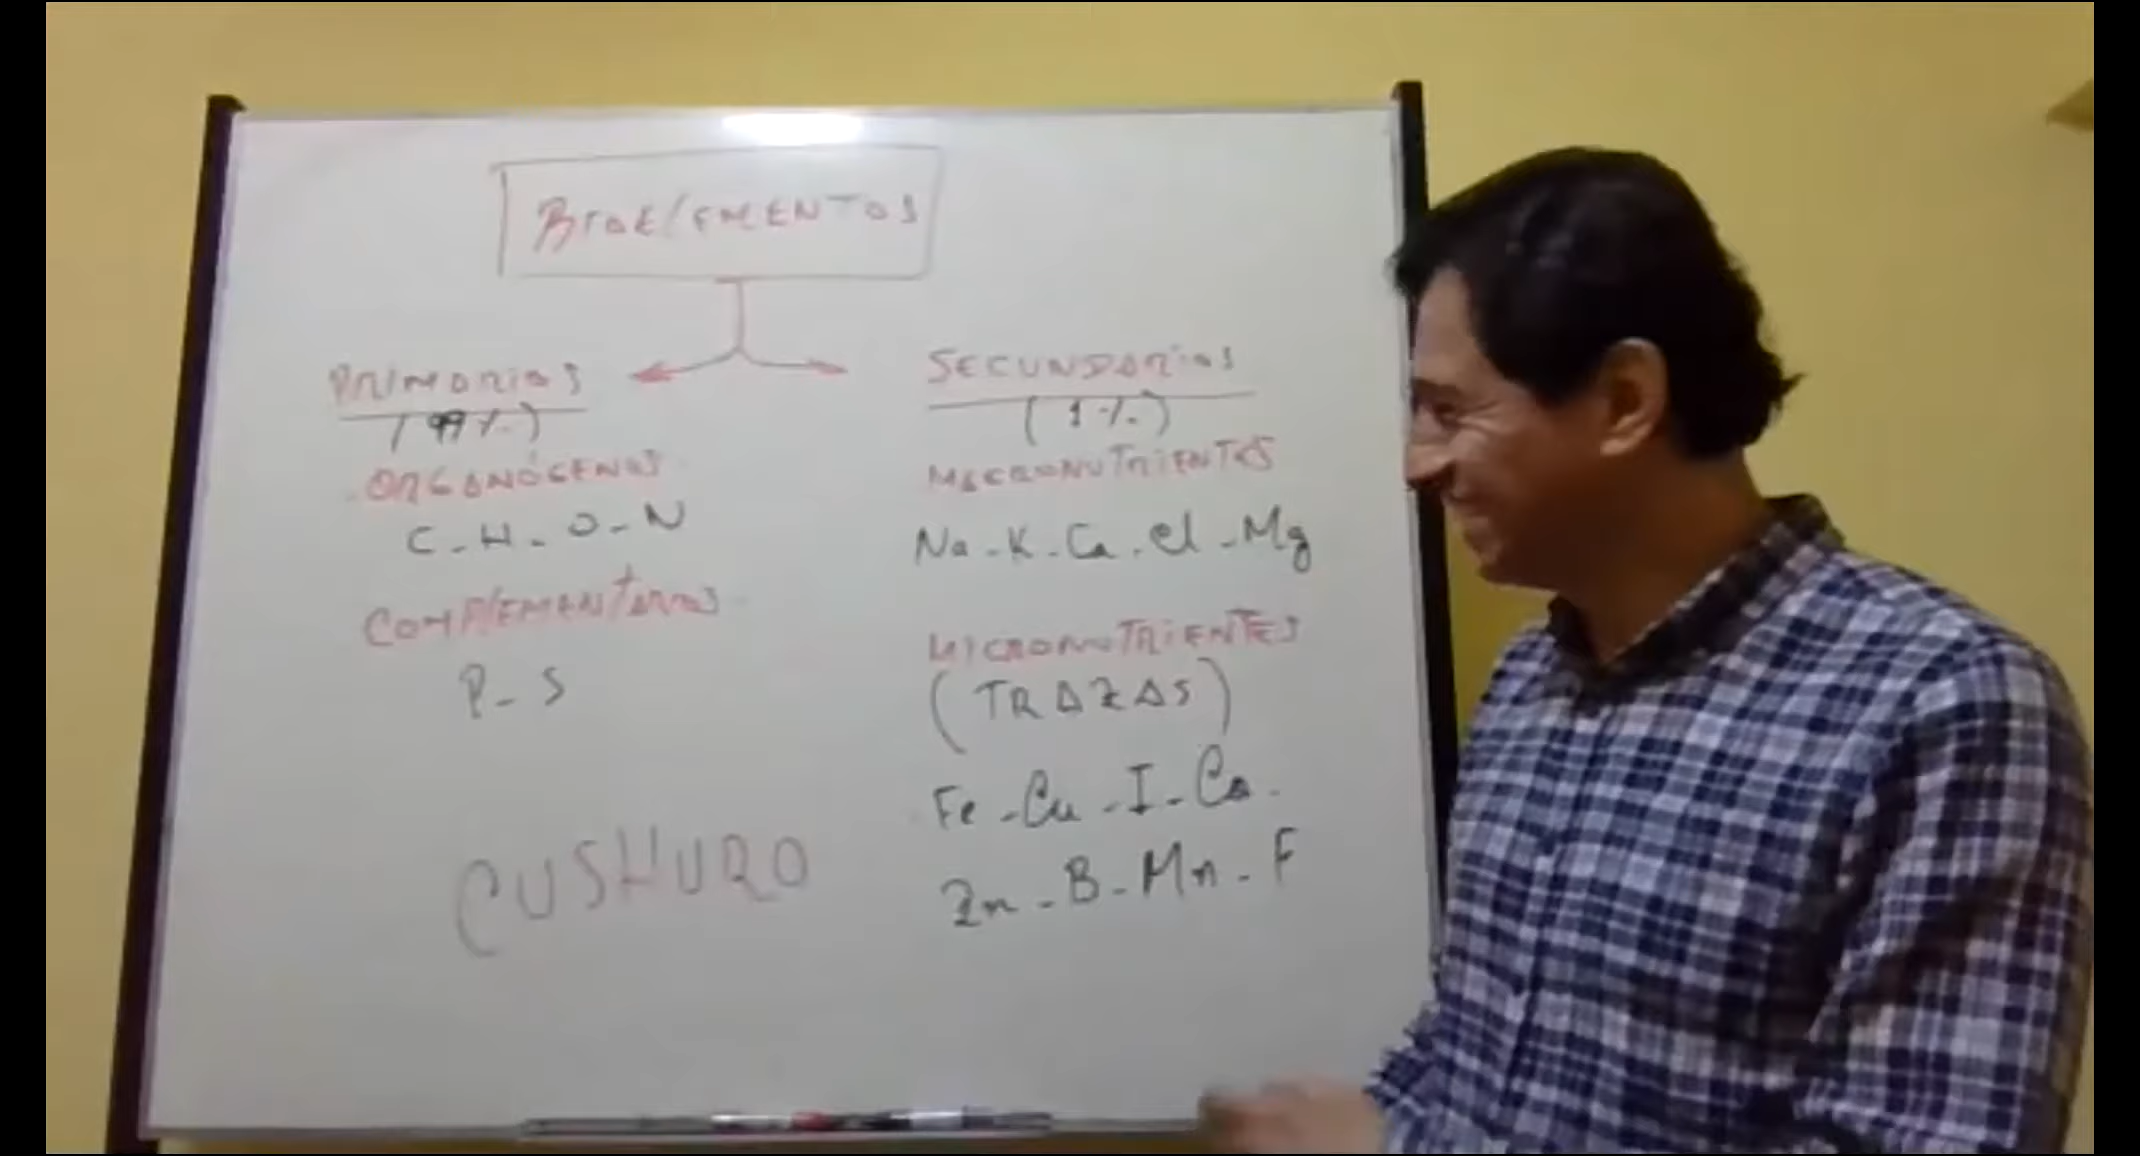 BIOELEMENTOS
PRIMARIOS
(99%)
ORGANÓGENOS
C-H-O-N
COMPLEMENTARIOS
P-S
CUSHURO
SECUNDARIOS
(1%)
MACRONUTRIENTES
Na-K-Ca-Cl-Mg
MICRONUTRIENTES
(TRAZAS)
Fe-Cu-I-Co-
Zn-B-Mn-F